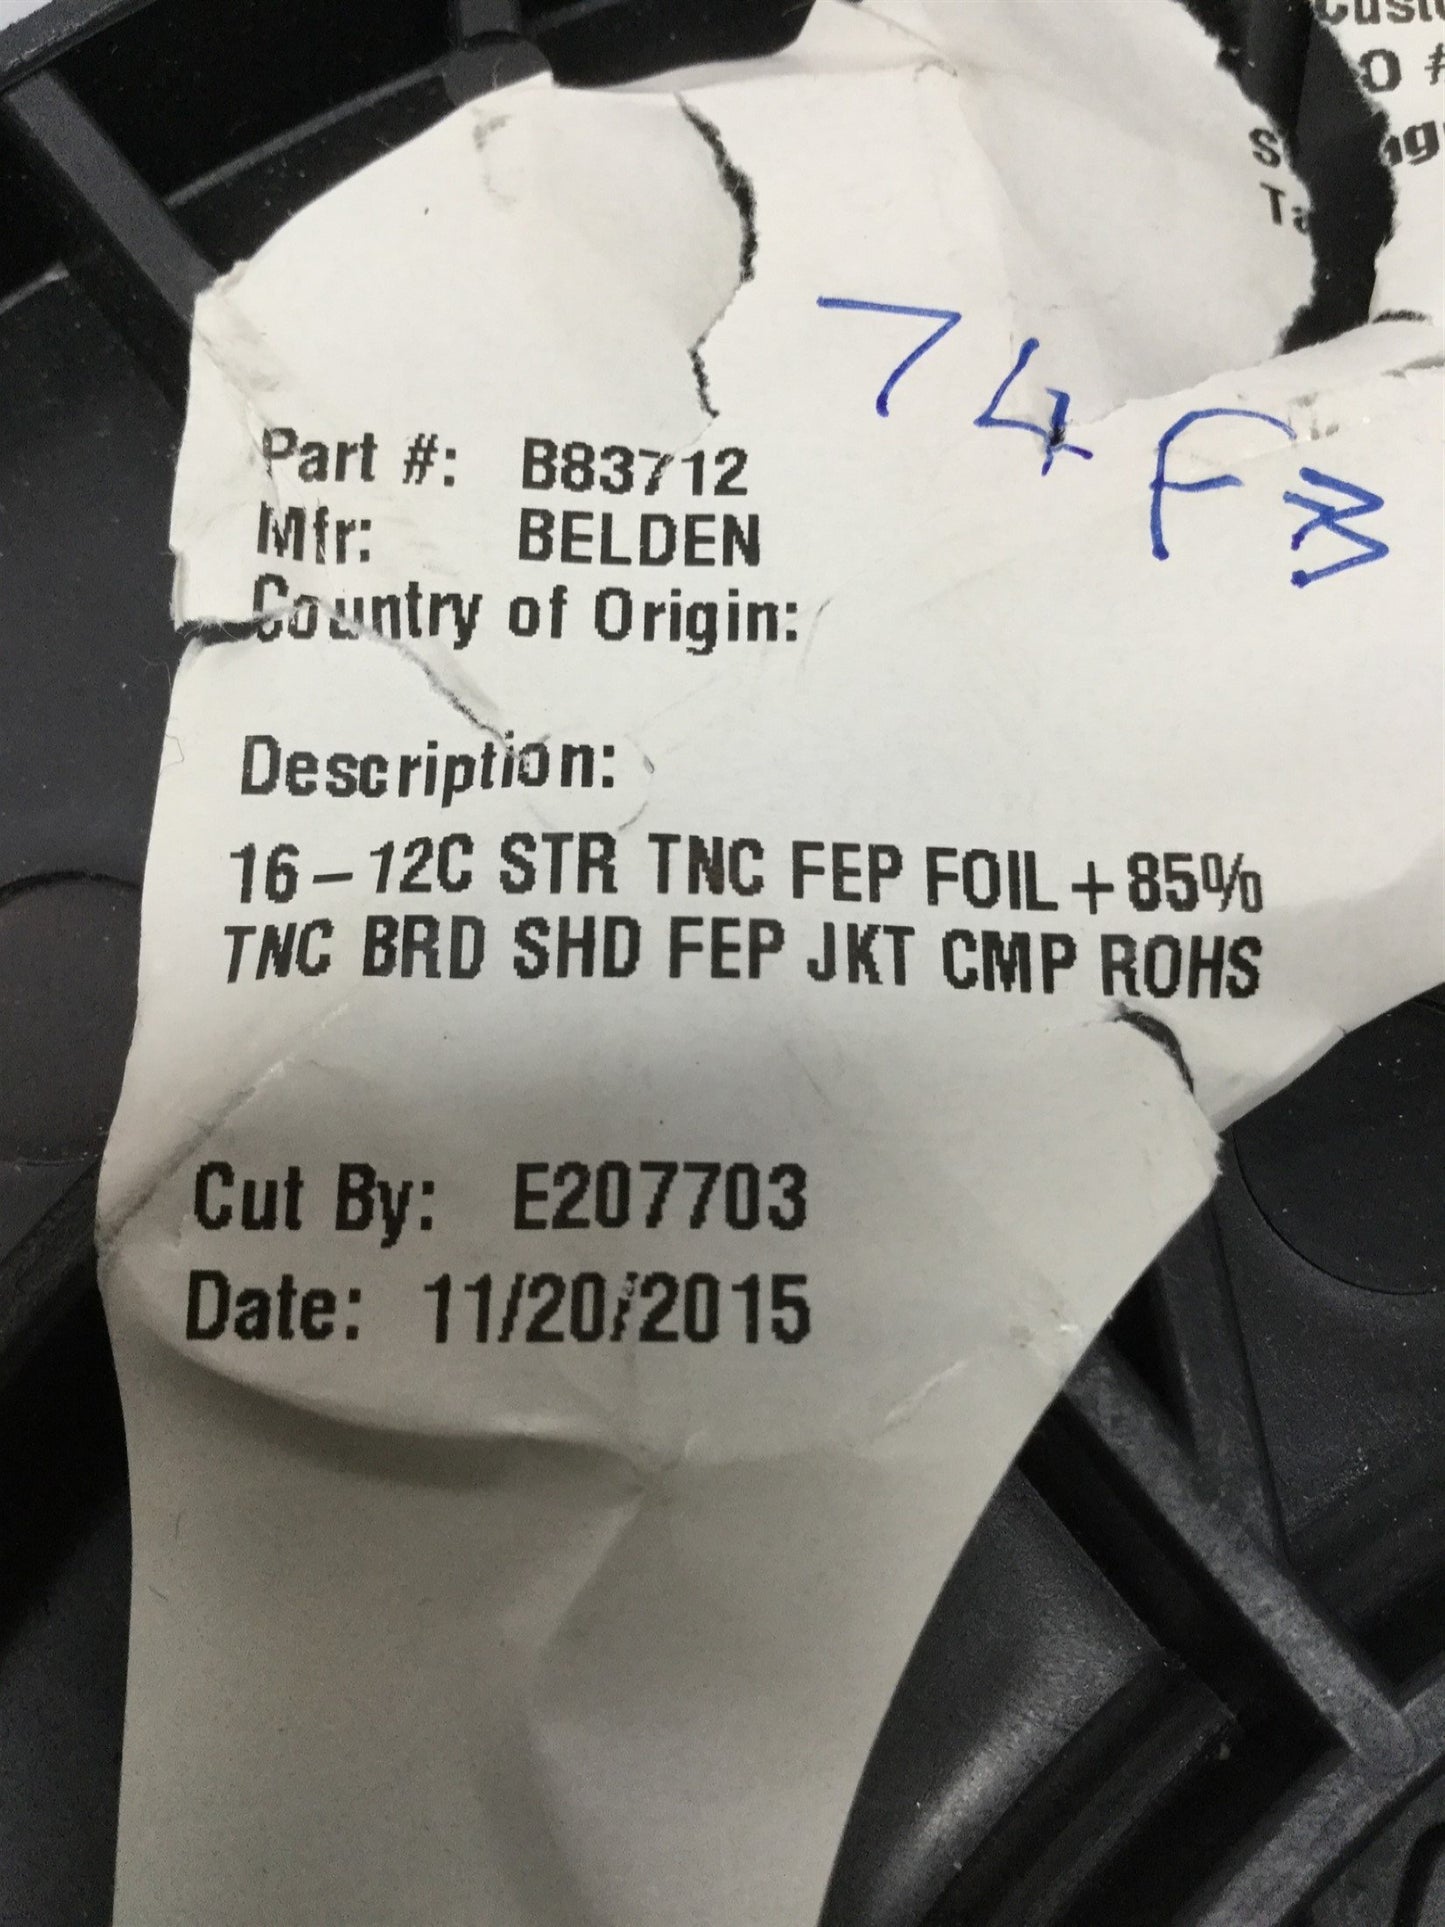 O #
74 F
Part #: B83712
Mfr: BELDEN
Country of Origin:
Description:
16-12C STR TNC FEP FOIL+85%
TNC BRD SHD FEP JKT CMP ROHS
Cut By: E207703
Date: 11/20/2015